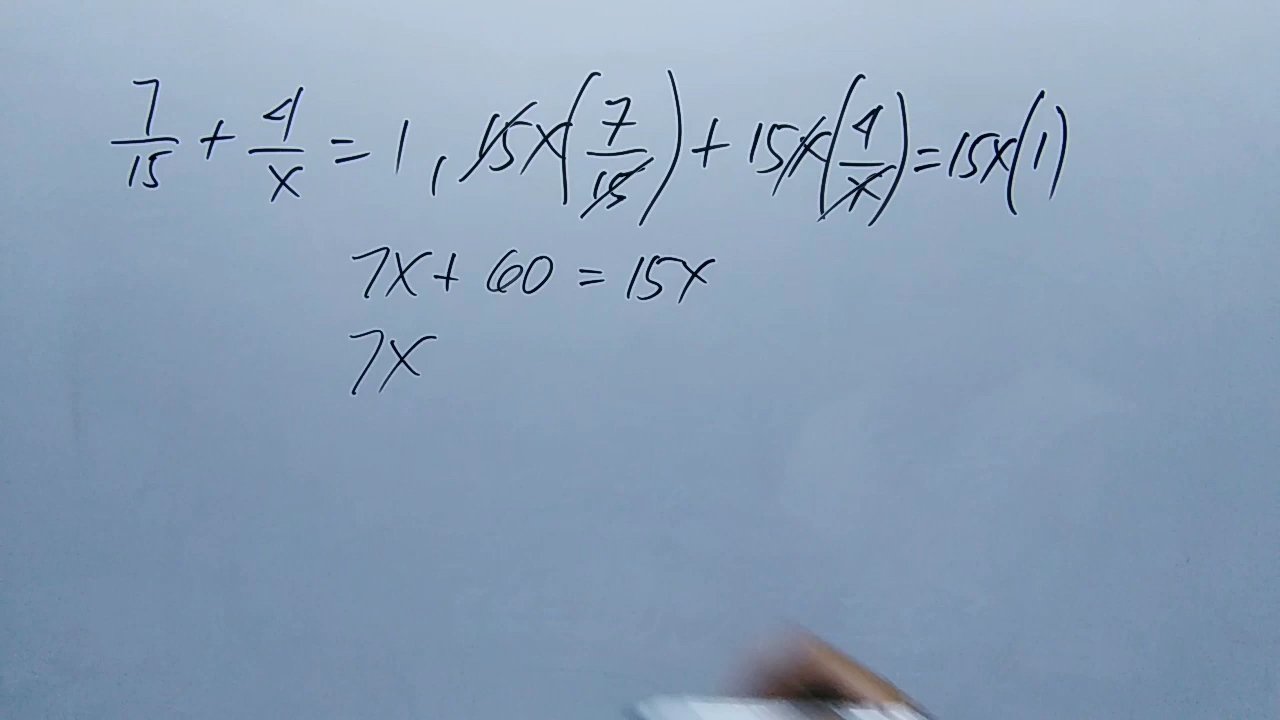 7/15 + 4/x = 1, 15x(7/15) + 15x(4/x) = 15x(1)
7x + 60 = 15x
7x